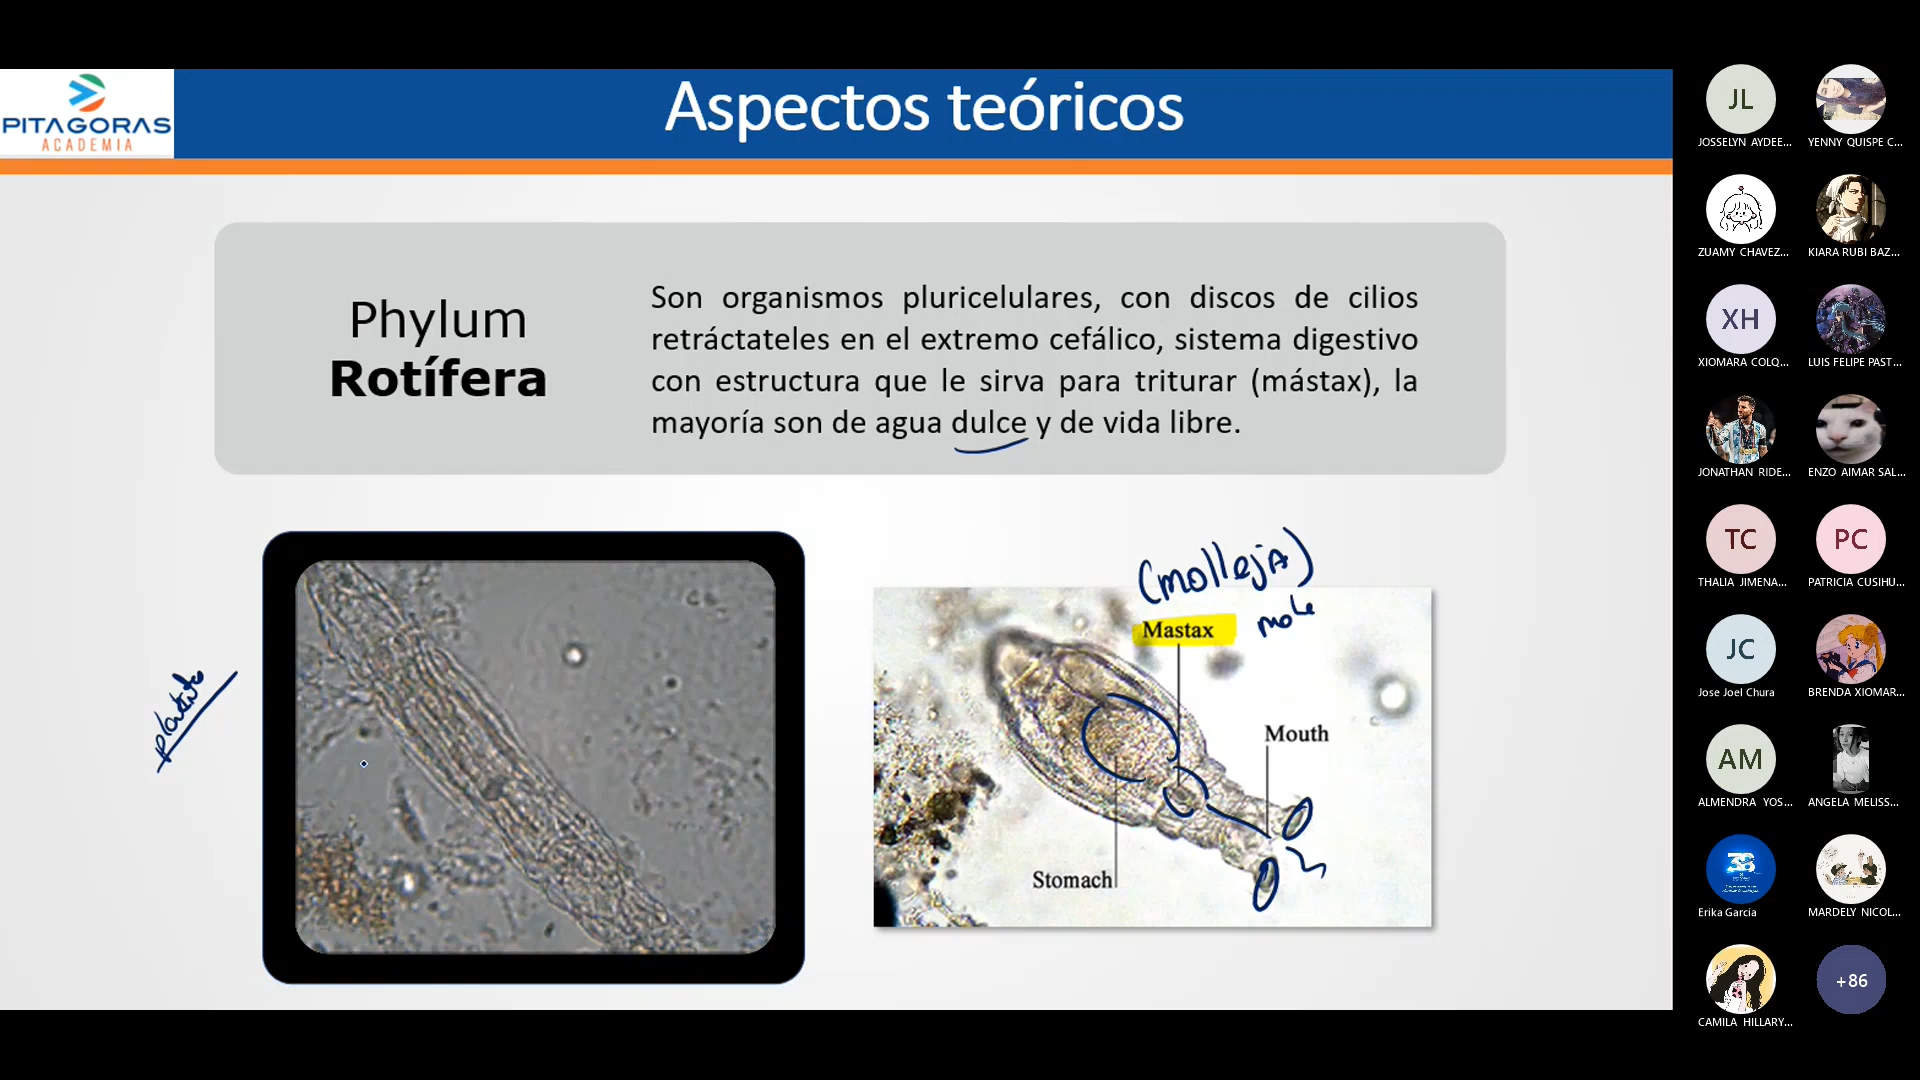 PITAGORAS
ACADEMIA
Aspectos teóricos
Phylum
Rotífera
Son organismos pluricelulares, con discos de cilios
retráctateles en el extremo cefálico, sistema digestivo
con estructura que le sirva para triturar (mástax), la
mayoría son de agua dulce y de vida libre.
(mollejA)
Mastax
Mouth
Stomach
JL
JOSSELYN AYDEE...
YENNY QUISPE C...
ZUAMY CHAVEZ...
KIARA RUBI BAZ...
XH
XIOMARA COLQ...
LUIS FELIPE PAST...
JONATHAN RIDE...
ENZO AIMAR SAL...
TC
THALIA JIMENA...
PC
PATRICIA CUSIHU...
JC
Jose Joel Chura
BRENDA XIOMAR...
AM
ALMENDRA YOS...
ANGELA MELISS...
Erika Garcia
MARDELY NICOL...
CAMILA HILLARY...
+86